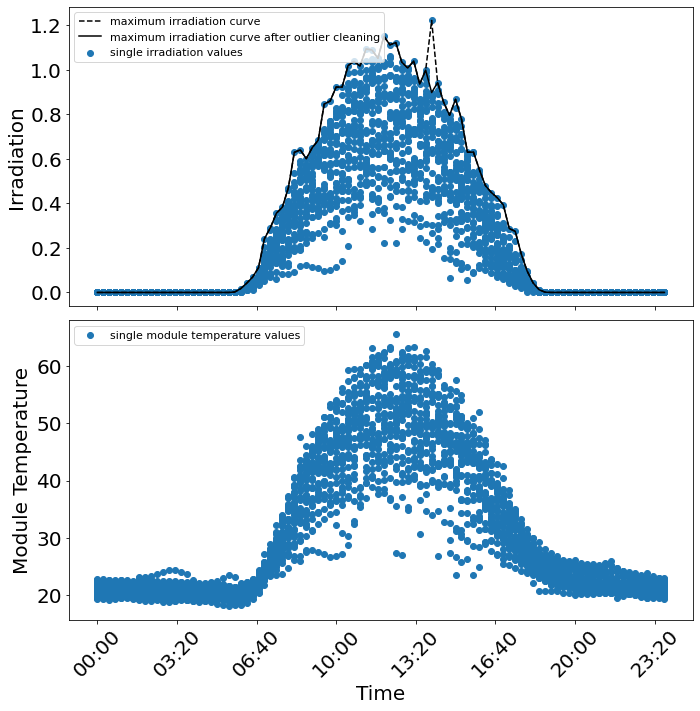 maximum irradiation curve
maximum irradiation curve after outlier cleaning
single irradiation values
Irradiation
1.2
1.0
0.8
0.6
0.4
0.2
0.0
single module temperature values
Module Temperature
60
50
40
30
20
00:00 03:20 06:40 10:00 13:20 16:40 20:00 23:20
Time